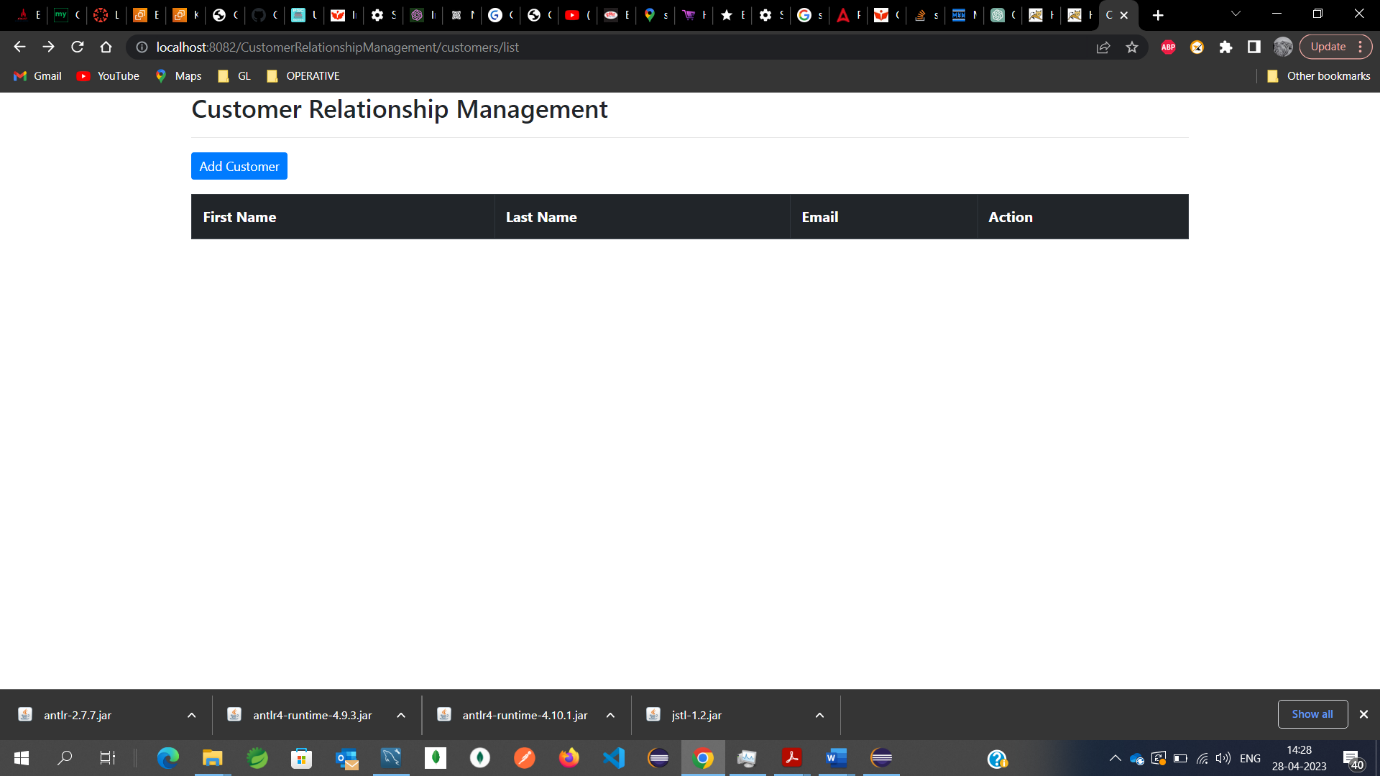 localhost:8082/CustomerRelationshipManagement/customers/list
Update
Gmail
YouTube
Maps
GL
OPERATIVE
Other bookmarks
Customer Relationship Management
Add Customer
First Name Last Name Email Action
antlr-2.7.7.jar
antlr4-runtime-4.9.3.jar
antlr4-runtime-4.10.1.jar
jstl-1.2.jar
Show all
ENG
14:28
28-04-2023
40